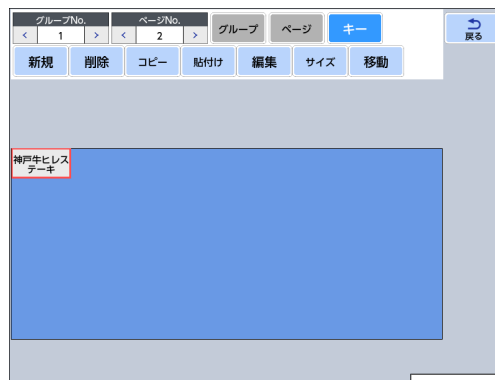 グループNo.
ページNo.
< 1 >
< 2 >
グループ
ページ
キー
戻る
新規
削除
コピー
貼付け
編集
サイズ
移動
神戸牛ヒレス
テーキ